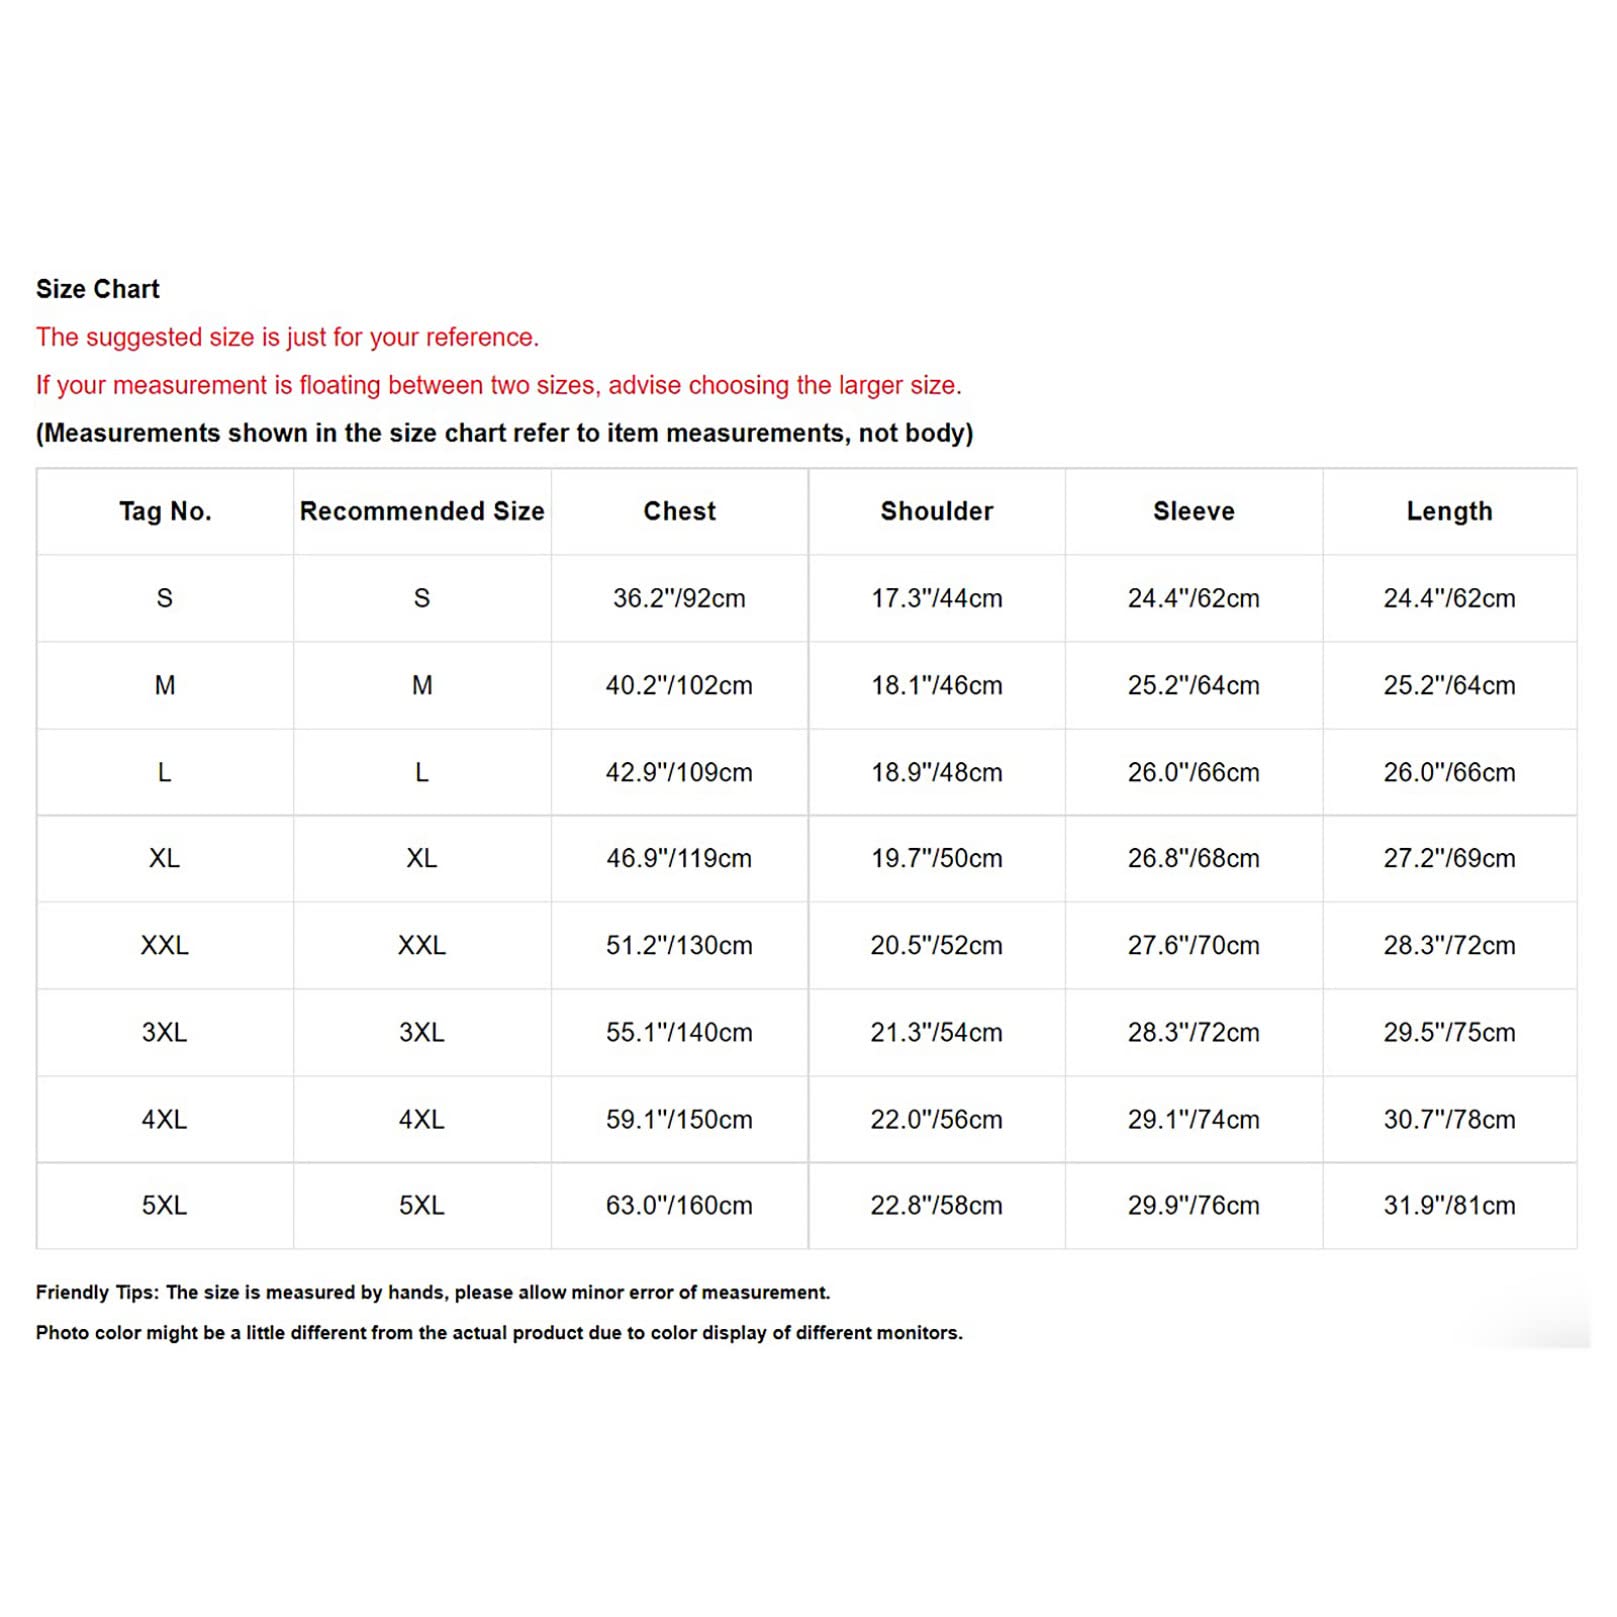 Size Chart
The suggested size is just for your reference.
If your measurement is floating between two sizes, advise choosing the larger size.
(Measurements shown in the size chart refer to item measurements, not body)
Tag No. Recommended Size Chest Shoulder Sleeve Length
S S 36.2"/92cm 17.3"/44cm 24.4"/62cm 24.4"/62cm
M M 40.2"/102cm 18.1"/46cm 25.2"/64cm 25.2"/64cm
L L 42.9"/109cm 18.9"/48cm 26.0"/66cm 26.0"/66cm
XL XL 46.9"/119cm 19.7"/50cm 26.8"/68cm 27.2"/69cm
XXL XXL 51.2"/130cm 20.5"/52cm 27.6"/70cm 28.3"/72cm
3XL 3XL 55.1"/140cm 21.3"/54cm 28.3"/72cm 29.5"/75cm
4XL 4XL 59.1"/150cm 22.0"/56cm 29.1"/74cm 30.7"/78cm
5XL 5XL 63.0"/160cm 22.8"/58cm 29.9"/76cm 31.9"/81cm
Friendly Tips: The size is measured by hands, please allow minor error of measurement.
Photo color might be a little different from the actual product due to color display of different monitors.